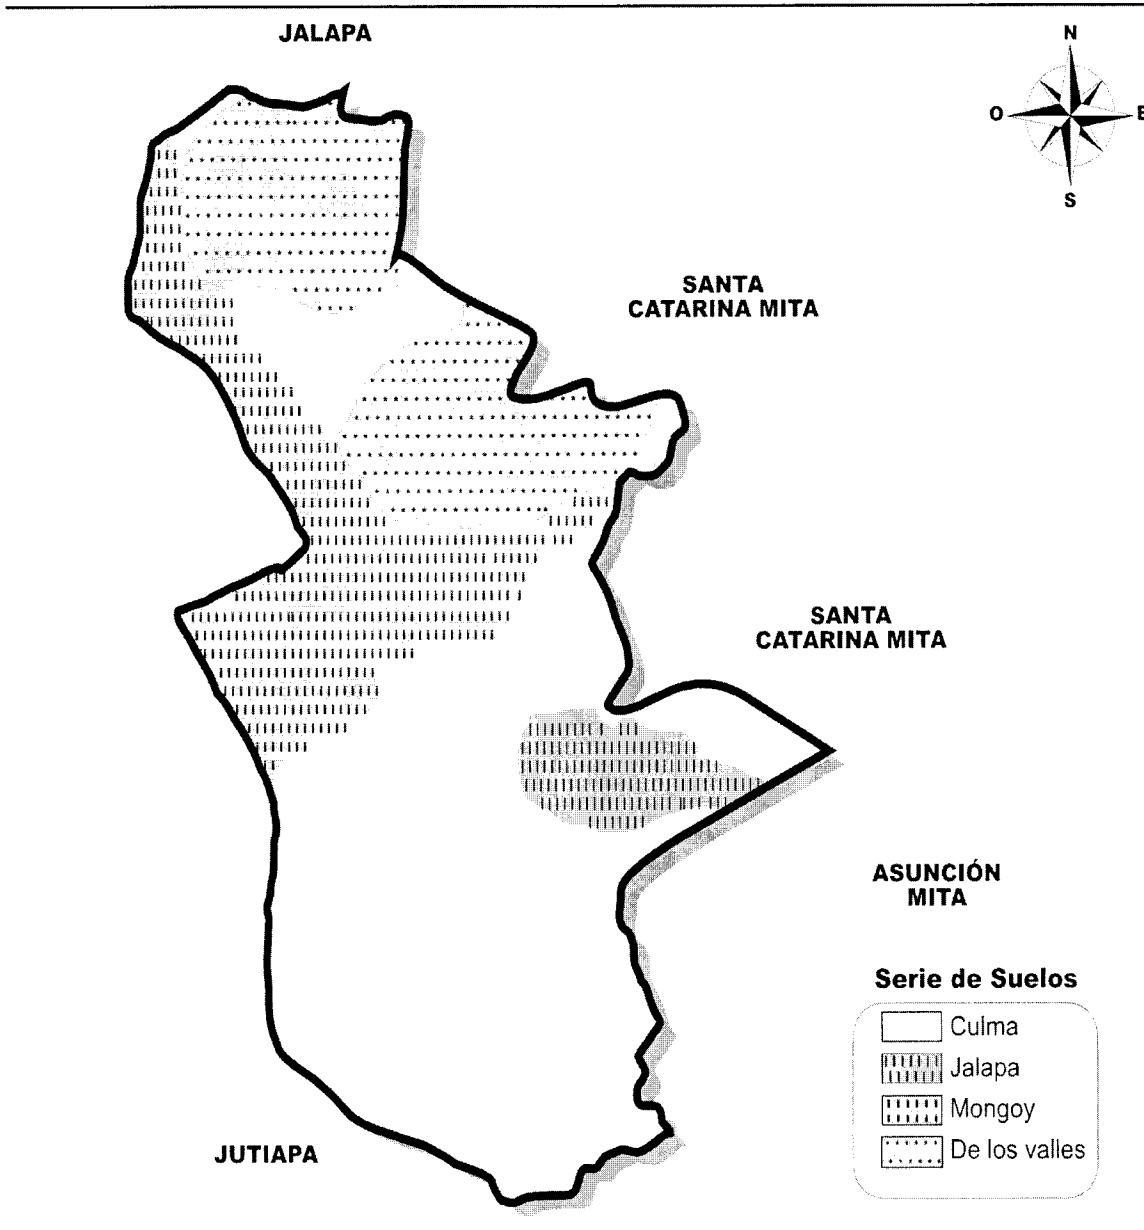 JALAPA
N
O
E
S
SANTA
CATARINA MITA
SANTA
CATARINA MITA
ASUNCIÓN
MITA
Serie de Suelos
Culma
Jalapa
Mongoy
De los valles
JUTIAPA